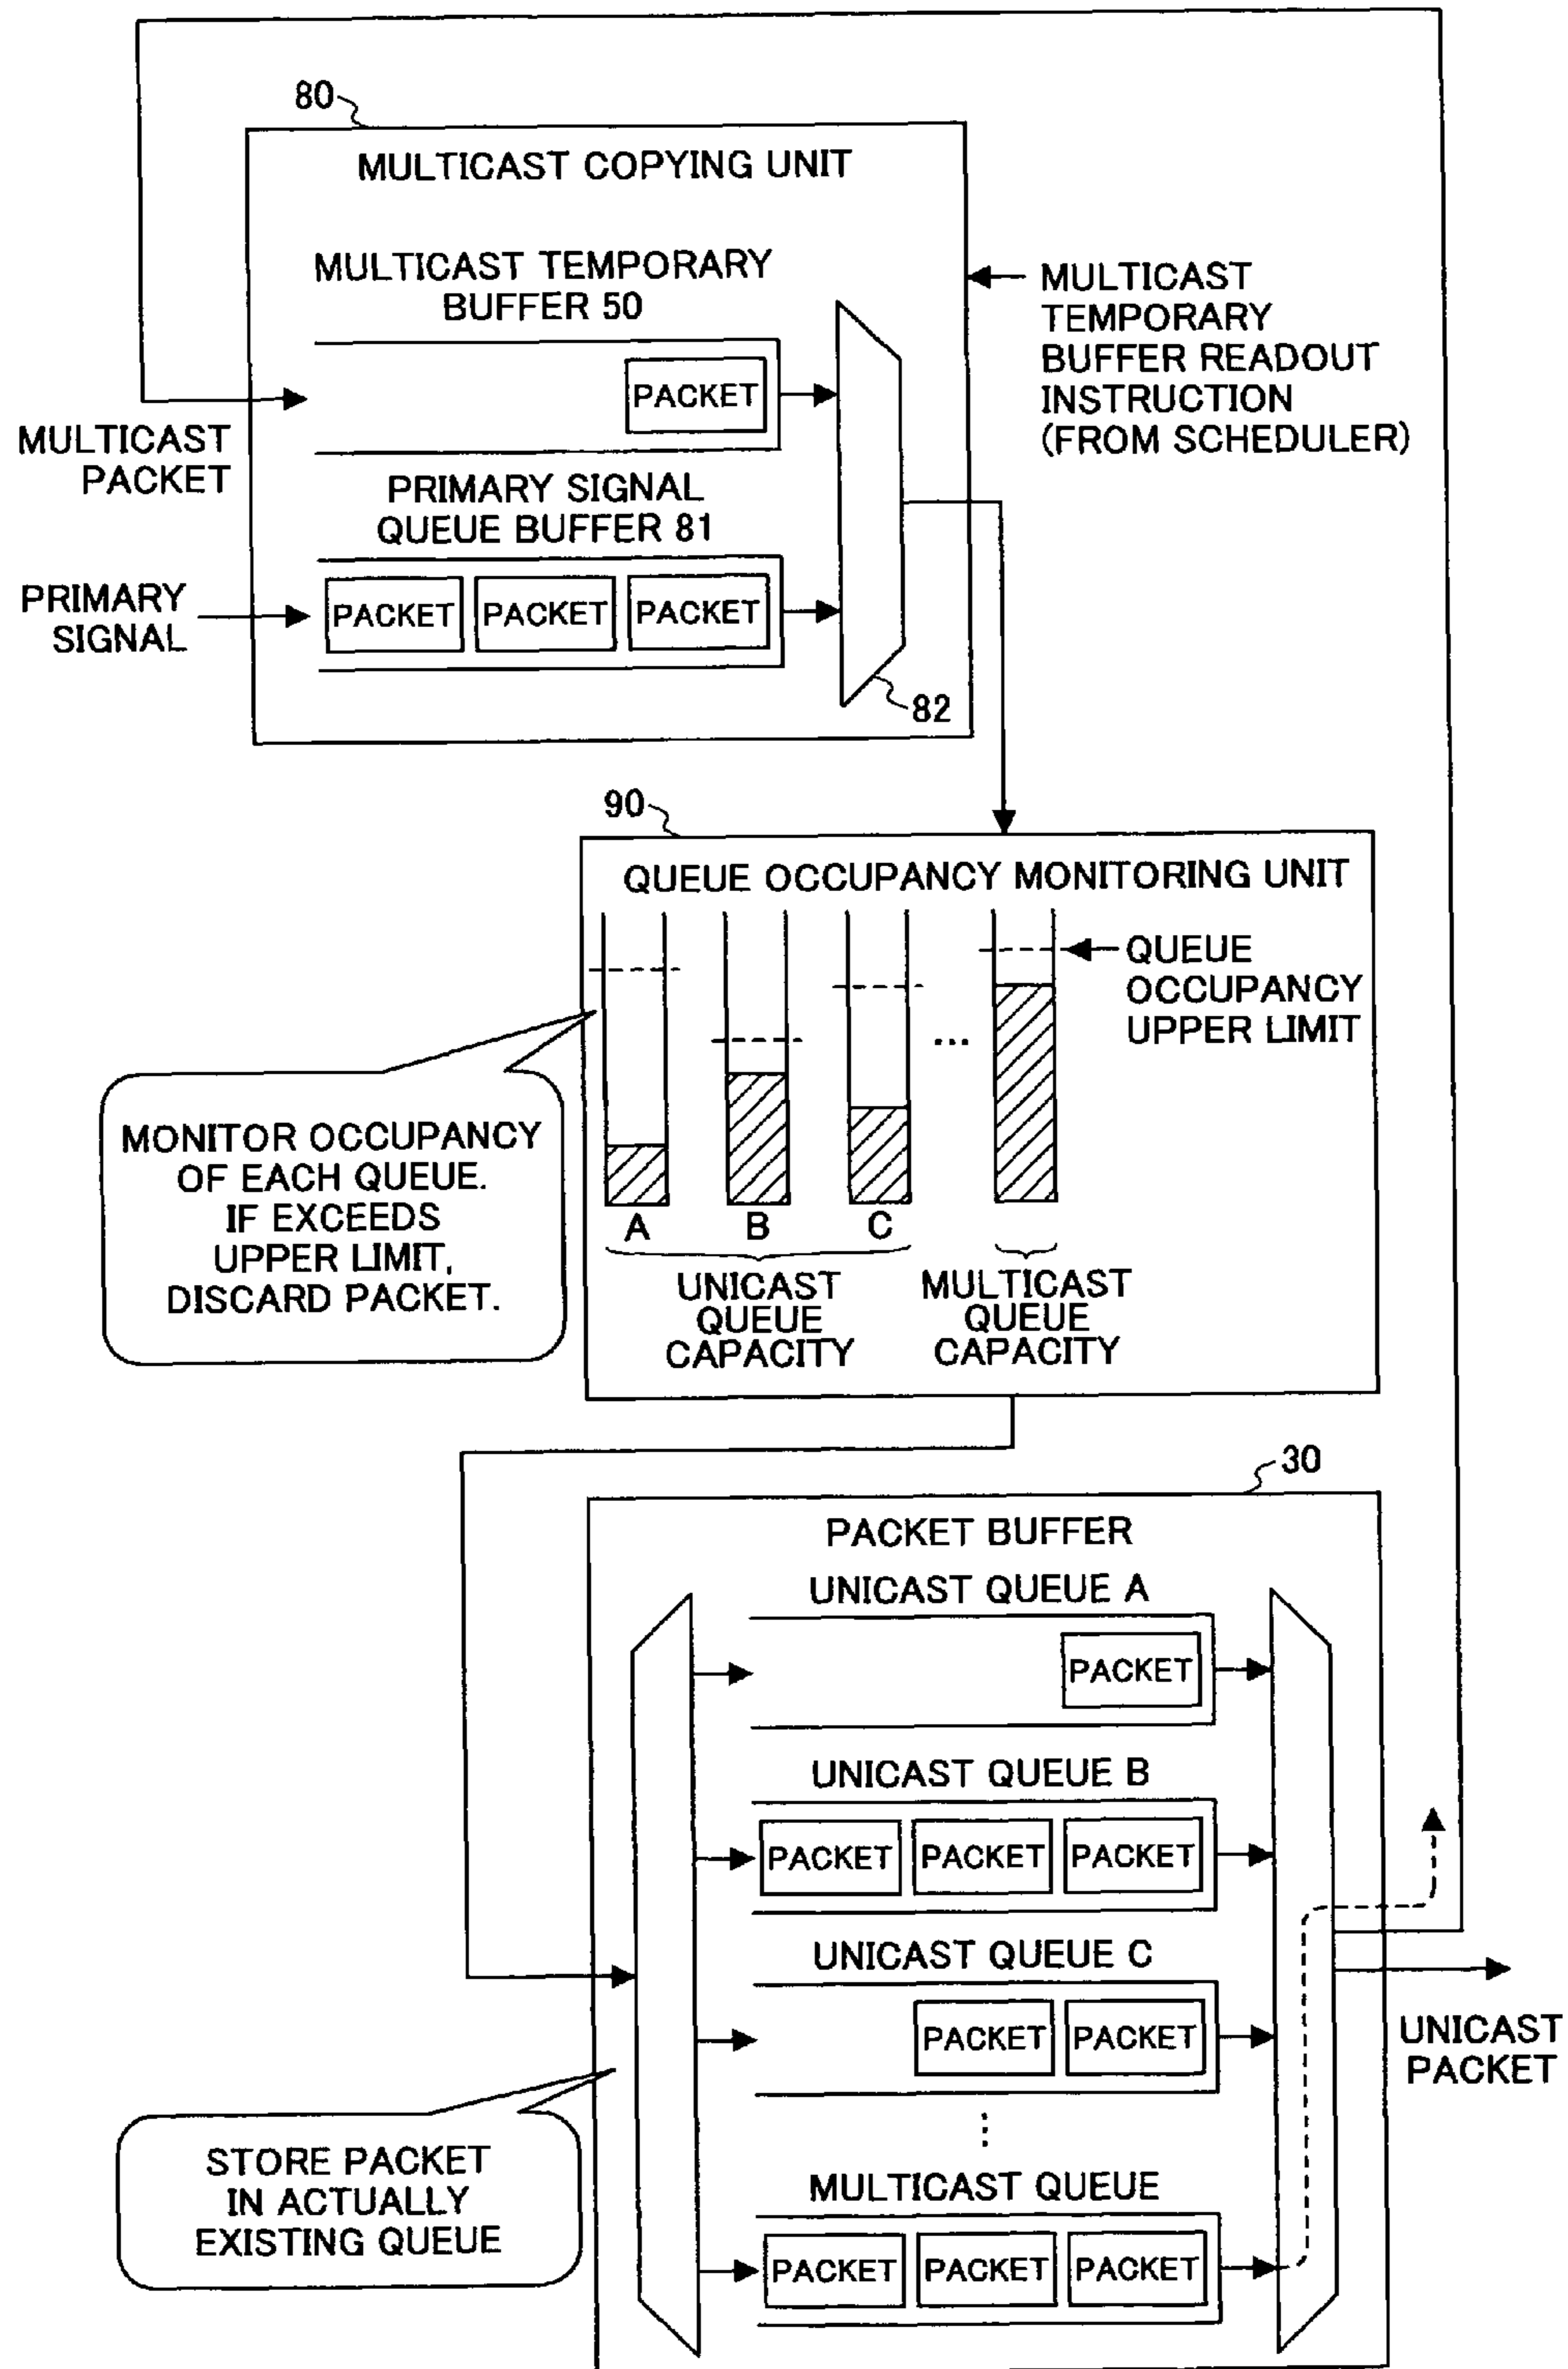 80
MULTICAST COPYING UNIT
MULTICAST TEMPORARY
BUFFER 50
PACKET
MULTICAST
PACKET
MULTICAST
TEMPORARY
BUFFER READOUT
INSTRUCTION
(FROM SCHEDULER)
PRIMARY SIGNAL
QUEUE BUFFER 81
PRIMARY
SIGNAL
PACKET PACKET PACKET
82
90
QUEUE OCCUPANCY MONITORING UNIT
QUEUE
OCCUPANCY
UPPER LIMIT
...
MONITOR OCCUPANCY
OF EACH QUEUE.
IF EXCEEDS
UPPER LIMIT,
DISCARD PACKET.
A B C
UNICAST
QUEUE
CAPACITY
MULTICAST
QUEUE
CAPACITY
30
PACKET BUFFER
UNICAST QUEUE A
PACKET
UNICAST QUEUE B
PACKET PACKET PACKET
UNICAST QUEUE C
PACKET PACKET
UNICAST
PACKET
STORE PACKET
IN ACTUALLY
EXISTING QUEUE
MULTICAST QUEUE
PACKET PACKET PACKET